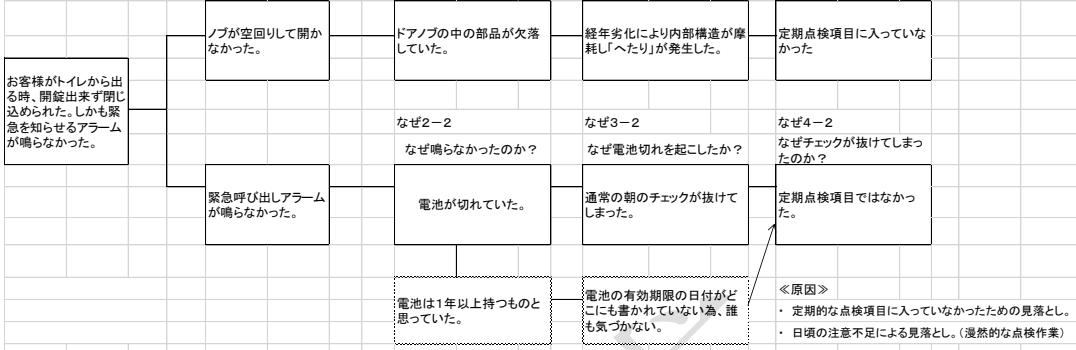 お客様がトイレから出
る時、開錠出来ず閉じ
込められた。しかも緊
急を知らせるアラーム
が鳴らなかった。
ノブが空回りして開か
なかった。
ドアノブの中の部品が欠落
していた。
経年劣化により内部構造が摩
耗し「へたり」が発生した。
定期点検項目に入っていな
かった
なぜ2－2
なぜ3－2
なぜ4－2
なぜ鳴らなかったのか？
なぜ電池切れを起こしたか？
なぜチェックが抜けてしまっ
たのか？
緊急呼び出しアラーム
が鳴らなかった。
電池が切れていた。
通常の朝のチェックが抜けて
しまった。
定期点検項目ではなかっ
た。
電池は１年以上持つものと
思っていた。
電池の有効期限の日付がど
こにも書かれていない為、誰
も気づかない。
≪原因≫
・ 定期的な点検項目に入っていなかったための見落とし。
・ 日頃の注意不足による見落とし。（漫然的な点検作業）